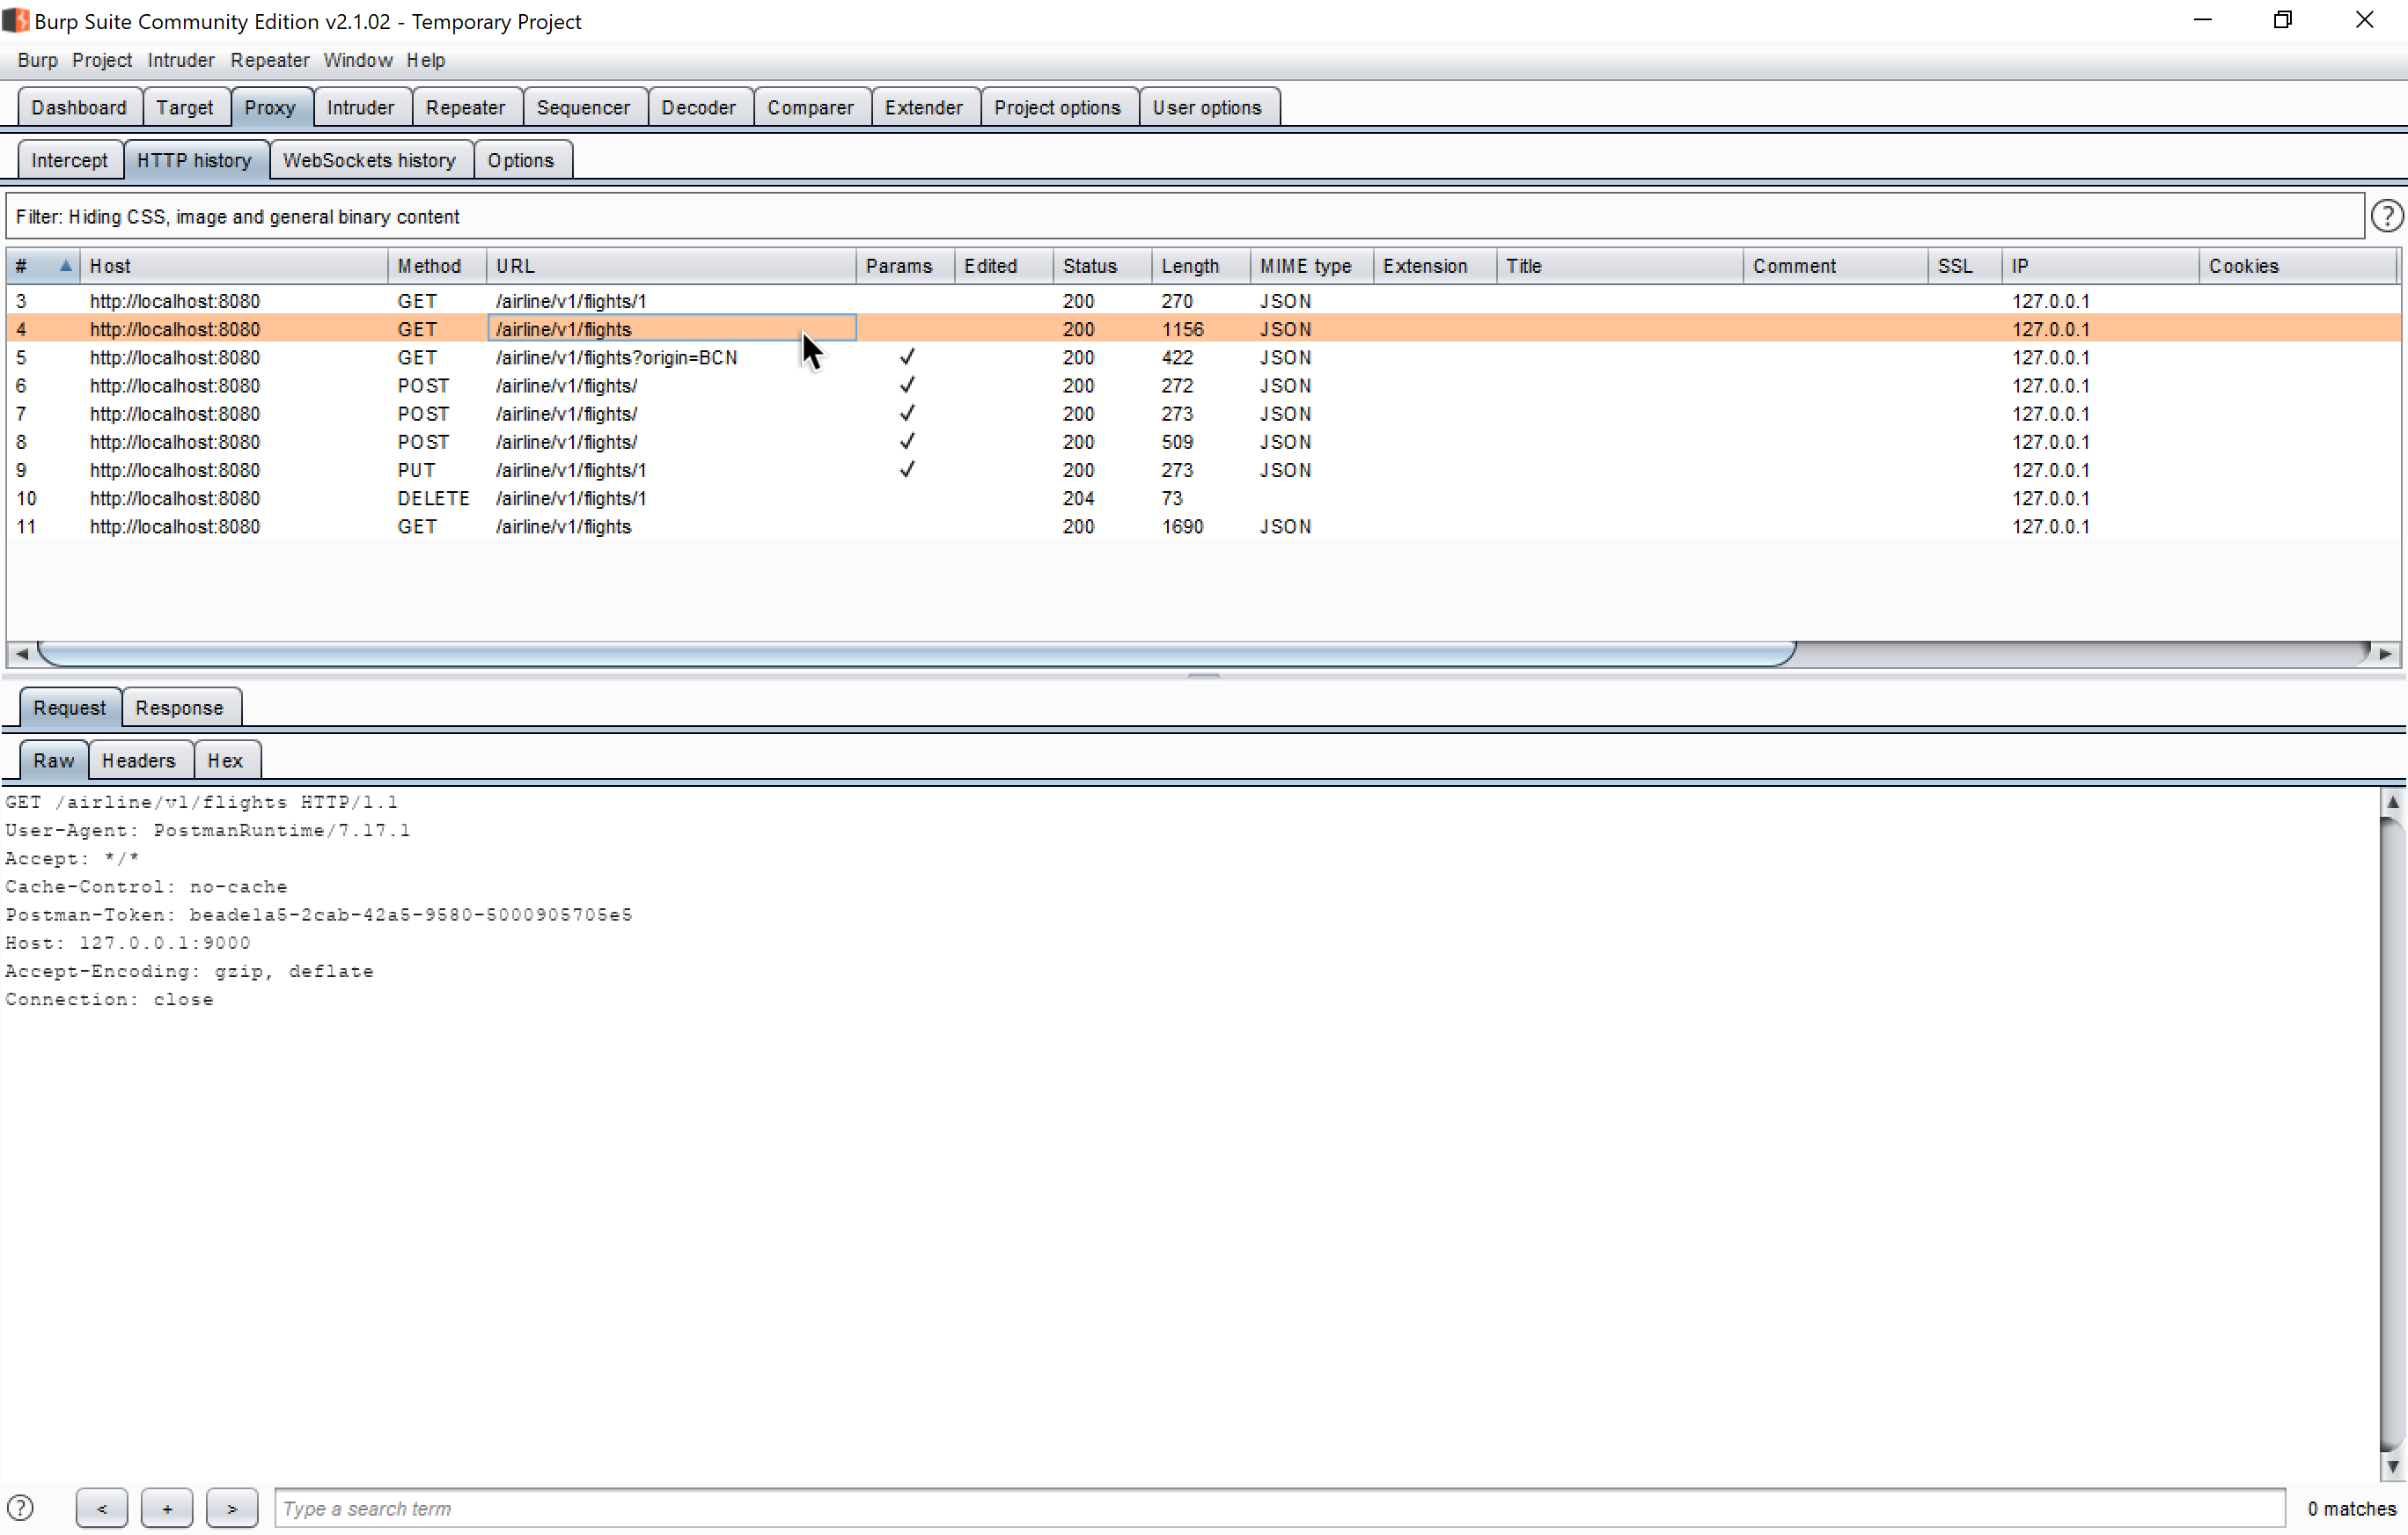 Burp Suite Community Edition v2.1.02 - Temporary Project
Burp Project Intruder Repeater Window Help
Dashboard Target Proxy Intruder Repeater Sequencer Decoder Comparer Extender Project options User options
Intercept HTTP history WebSockets history Options
Filter: Hiding CSS, image and general binary content
# Host Method URL Params Edited Status Length MIME type Extension Title Comment SSL IP Cookies
3 http://localhost:8080 GET /airline/v1/flights/1 200 270 JSON 127.0.0.1
4 http://localhost:8080 GET /airline/v1/flights 200 1156 JSON 127.0.0.1
5 http://localhost:8080 GET /airline/v1/flights?origin=BCN ✓ 200 422 JSON 127.0.0.1
6 http://localhost:8080 POST /airline/v1/flights/ ✓ 200 272 JSON 127.0.0.1
7 http://localhost:8080 POST /airline/v1/flights/ ✓ 200 273 JSON 127.0.0.1
8 http://localhost:8080 POST /airline/v1/flights/ ✓ 200 509 JSON 127.0.0.1
9 http://localhost:8080 PUT /airline/v1/flights/1 ✓ 200 273 JSON 127.0.0.1
10 http://localhost:8080 DELETE /airline/v1/flights/1 204 73 127.0.0.1
11 http://localhost:8080 GET /airline/v1/flights 200 1690 JSON 127.0.0.1
Request Response
Raw Headers Hex
GET /airline/v1/flights HTTP/1.1
User-Agent: PostmanRuntime/7.17.1
Accept: */*
Cache-Control: no-cache
Postman-Token: beade1a5-2cab-42a5-9580-5000905705e5
Host: 127.0.0.1:9000
Accept-Encoding: gzip, deflate
Connection: close
? < + > Type a search term 0 matches